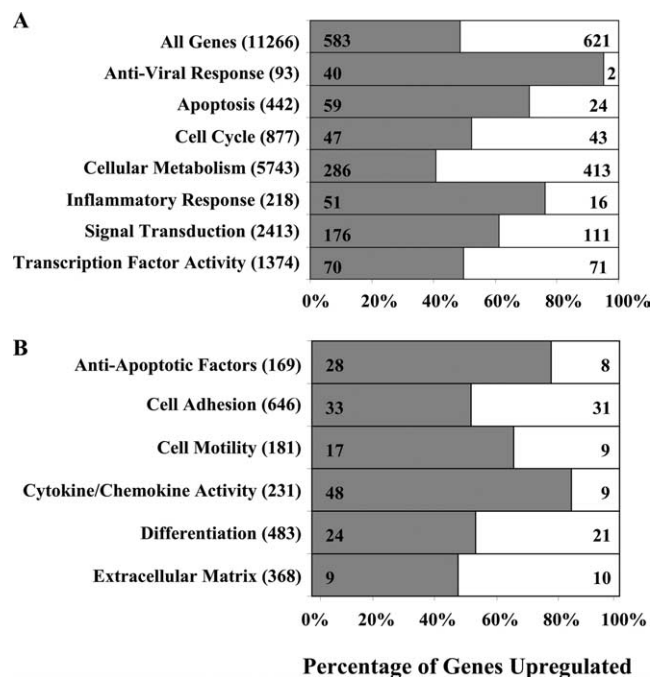 A
All Genes (11266) 583 621
Anti-Viral Response (93) 40 2
Apoptosis (442) 59 24
Cell Cycle (877) 47 43
Cellular Metabolism (5743) 286 413
Inflammatory Response (218) 51 16
Signal Transduction (2413) 176 111
Transcription Factor Activity (1374) 70 71
0% 20% 40% 60% 80% 100%
B
Anti-Apoptotic Factors (169) 28 8
Cell Adhesion (646) 33 31
Cell Motility (181) 17 9
Cytokine/Chemokine Activity (231) 48 9
Differentiation (483) 24 21
Extracellular Matrix (368) 9 10
0% 20% 40% 60% 80% 100%
Percentage of Genes Upregulated